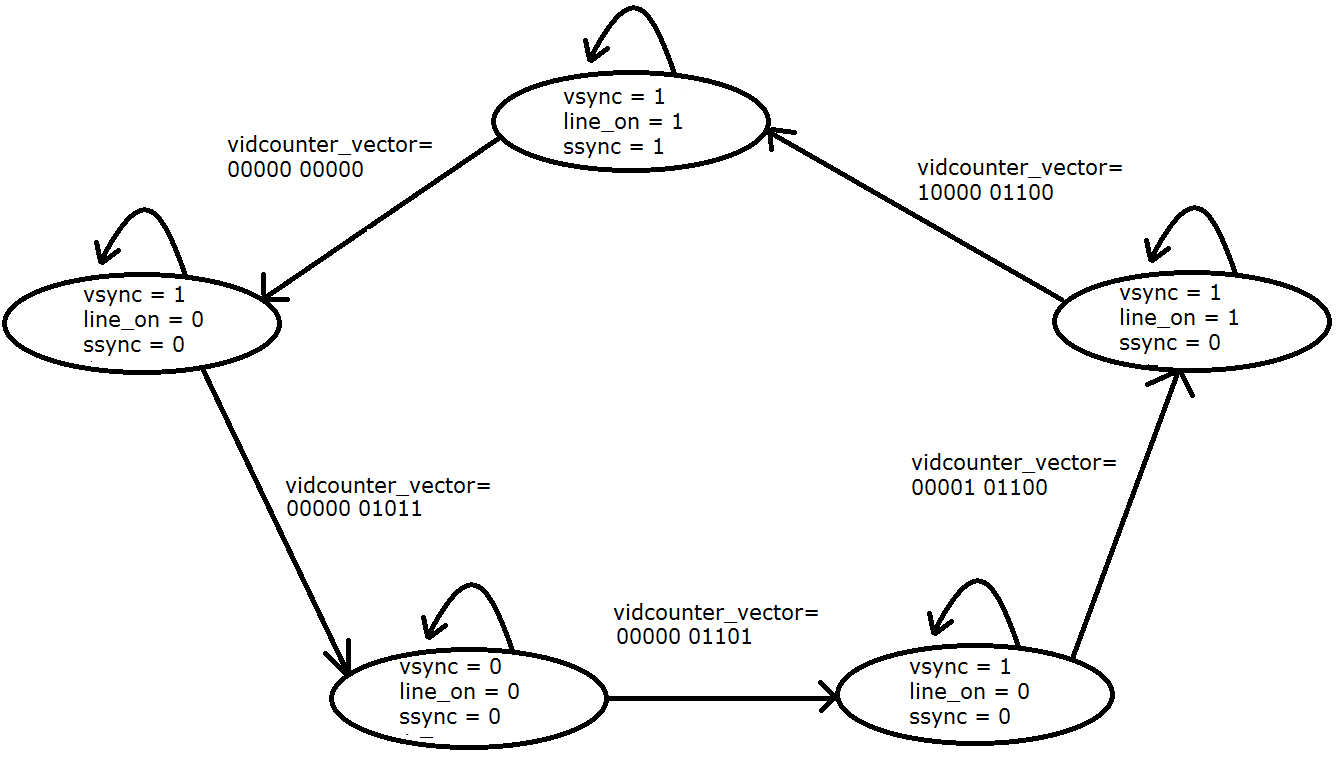 vsync = 1
line_on = 1
ssync = 1
vidcounter_vector=
00000 00000
vidcounter_vector=
10000 01100
vsync = 1
line_on = 0
ssync = 0
vsync = 1
line_on = 1
ssync = 0
vidcounter_vector=
00000 01011
vidcounter_vector=
00001 01100
vidcounter_vector=
00000 01101
vsync = 0
line_on = 0
ssync = 0
vsync = 1
line_on = 0
ssync = 0